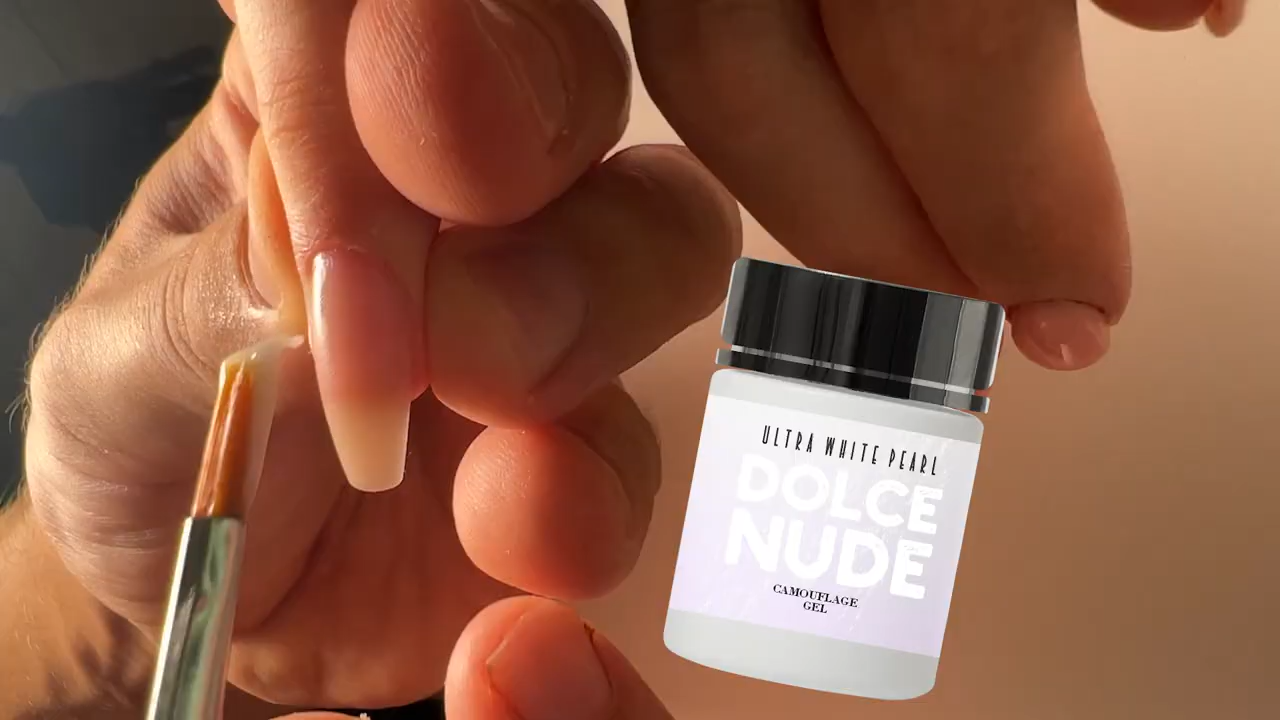 ULTRA WHITE PEARL
DOLCE
NUDE
CAMOUFLAGE
GEL